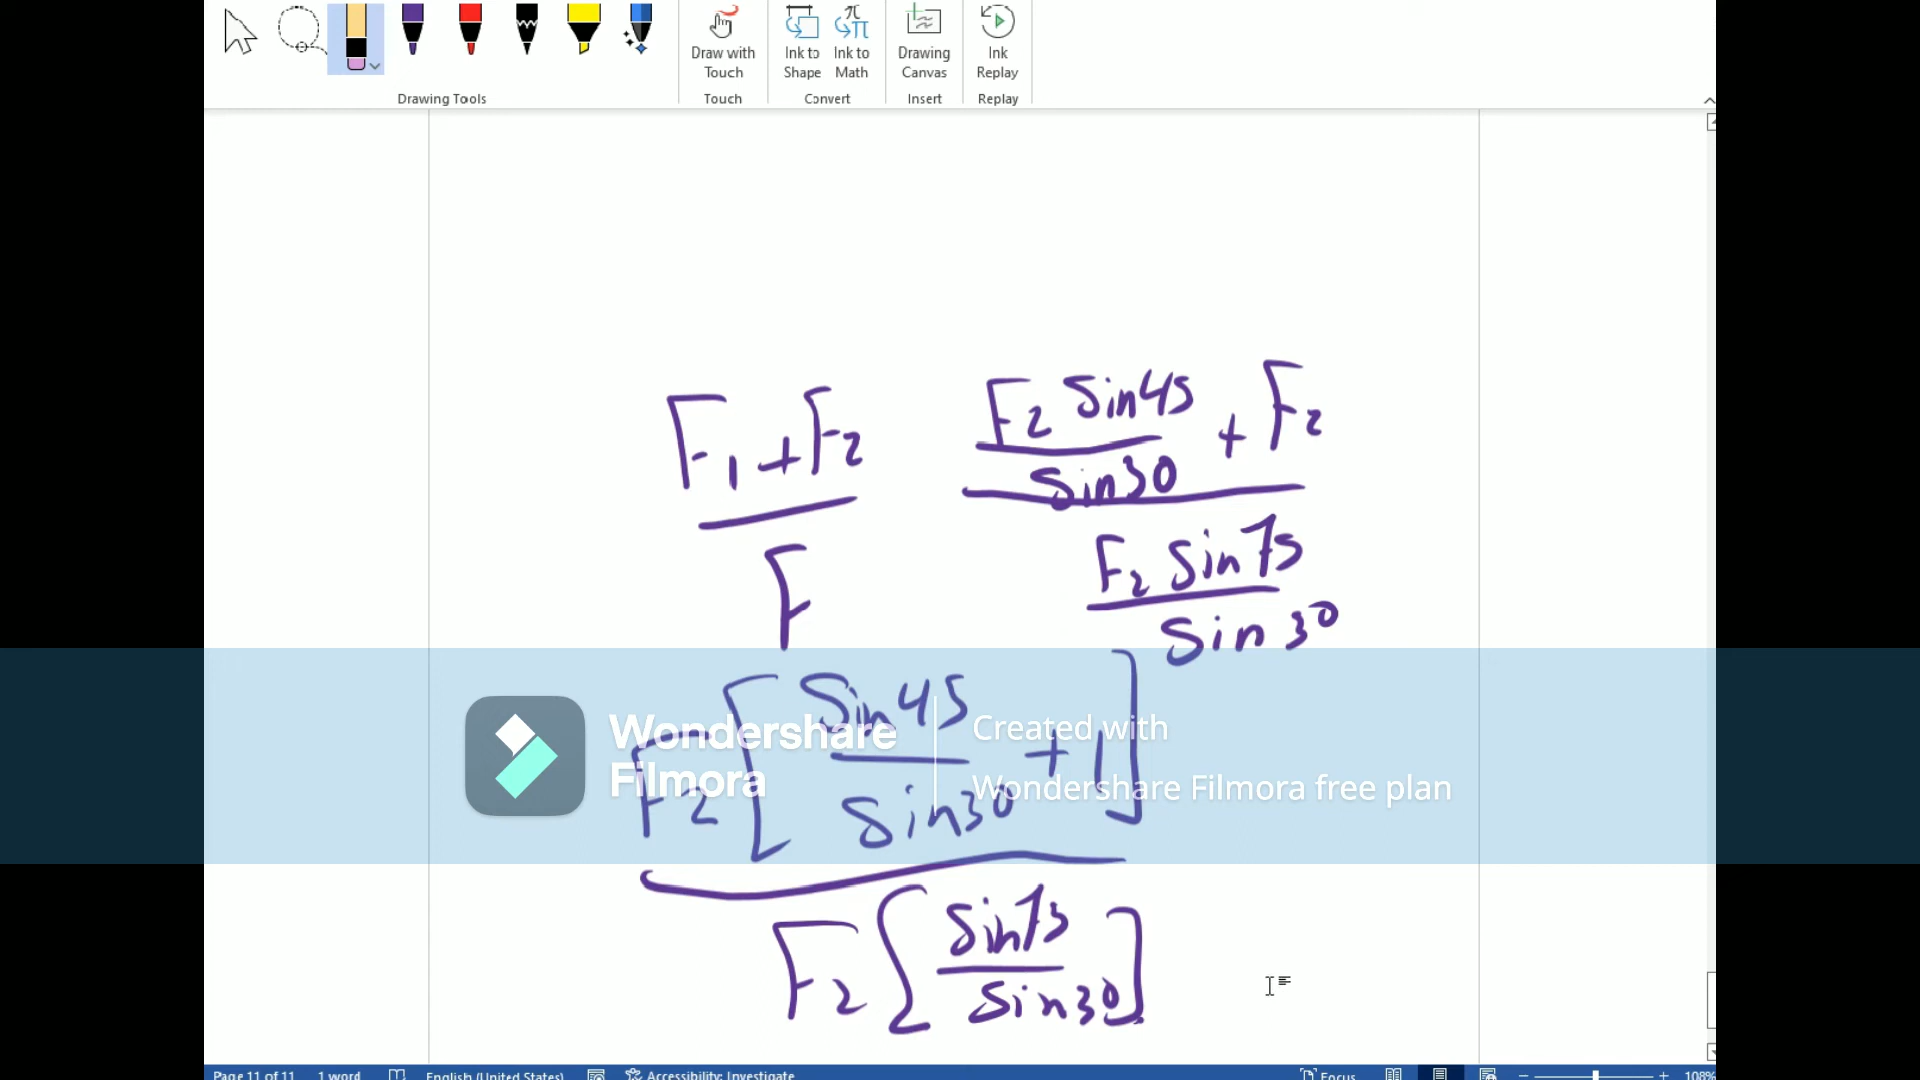 Draw with Touch
Ink to Shape
Ink to Math
Drawing Canvas
Ink Replay
Drawing Tools
Touch
Convert
Insert
Replay
F1 + F2
F
F2 Sin45
Sin30
+ F2
F2 Sin75
Sin30
F2 [ Sin45
Sin30
+ 1 ]
F2 [ Sin75
Sin30 ]
Wondershare
Filmora
Created with
Wondershare Filmora free plan
Page 11 of 11
1 word
English (United States)
Accessibility: Investigate
Focus
108%